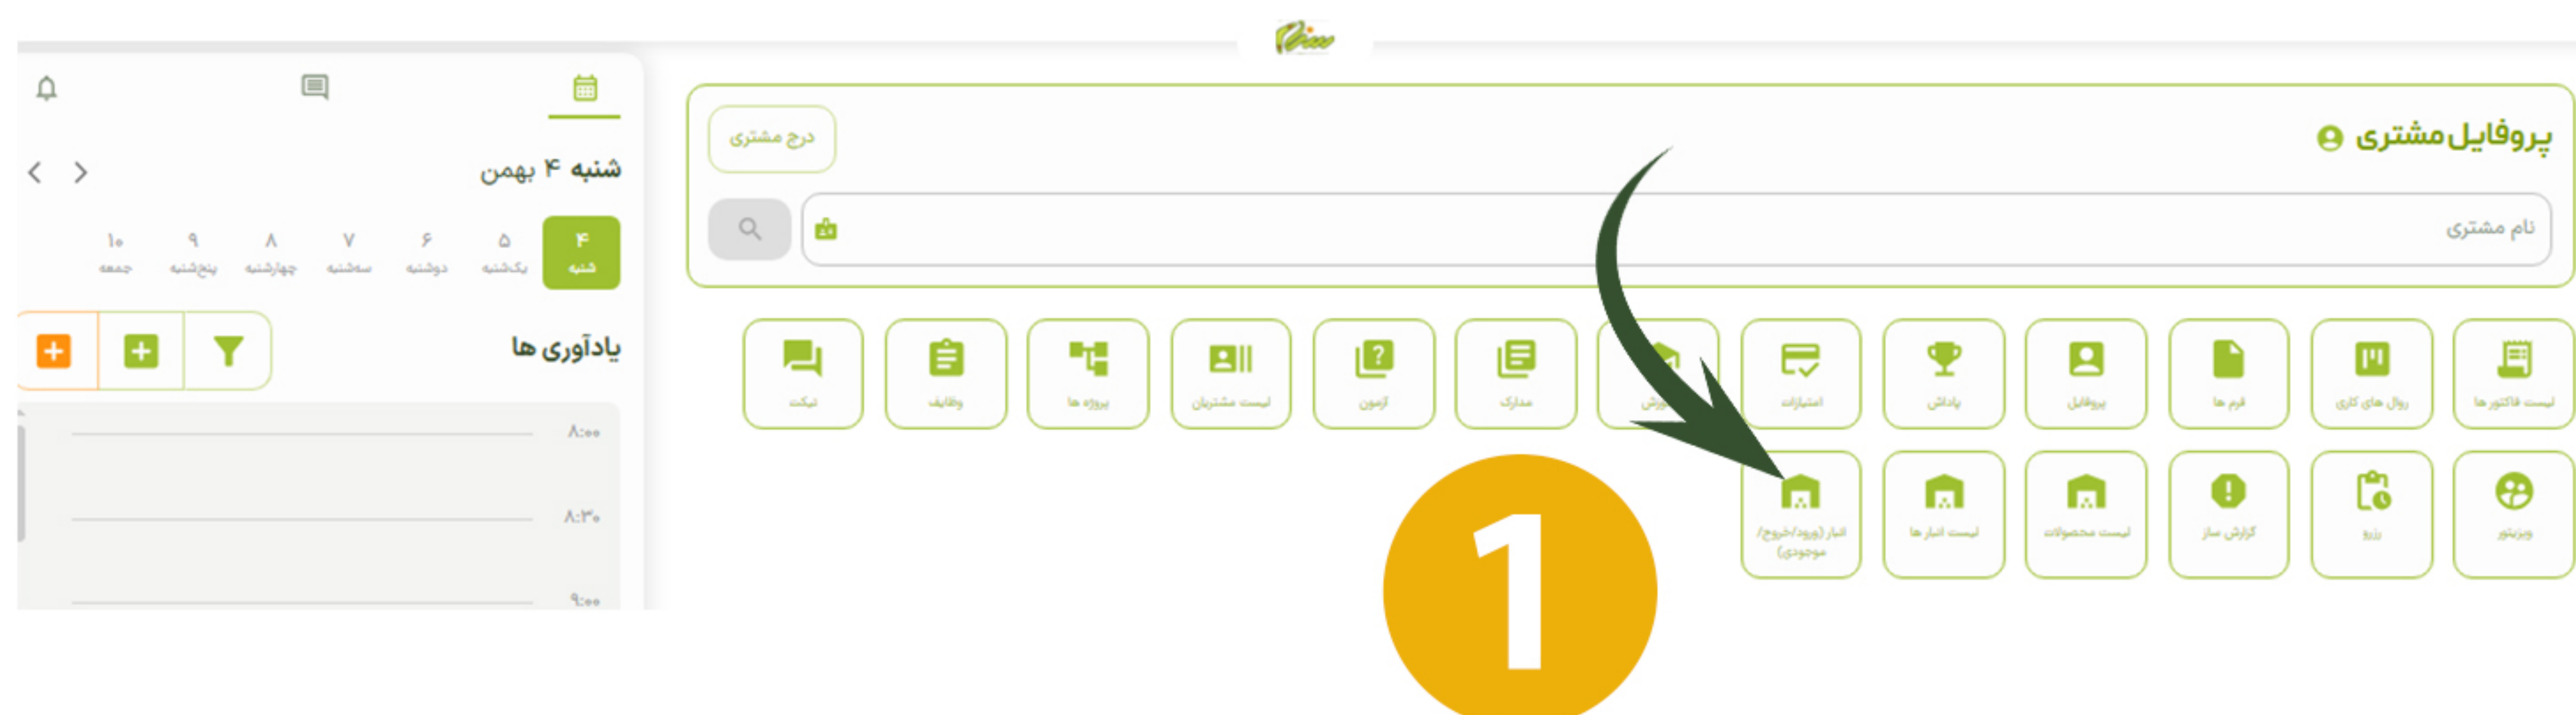 پروفایل مشتری
درج مشتری
نام مشتری
لیست فاکتور ها
روال های کاری
فرم ها
پروفایل
پاداش
امتیازات
مدارک
آزمون
لیست مشتریان
پروژه ها
وظایف
تیکت
ویزیتور
رزرو
گزارش ساز
لیست محصولات
لیست انبار ها
انبار (ورود/خروج/
موجودی)
1
شنبه ۴ بهمن
۴ ۵ ۶ ۷ ۸ ۹ ۱۰
شنبه یکشنبه دوشنبه سه‌شنبه چهارشنبه پنج‌شنبه جمعه
یادآوری ها
۸:۰۰
۸:۳۰
۹:۰۰